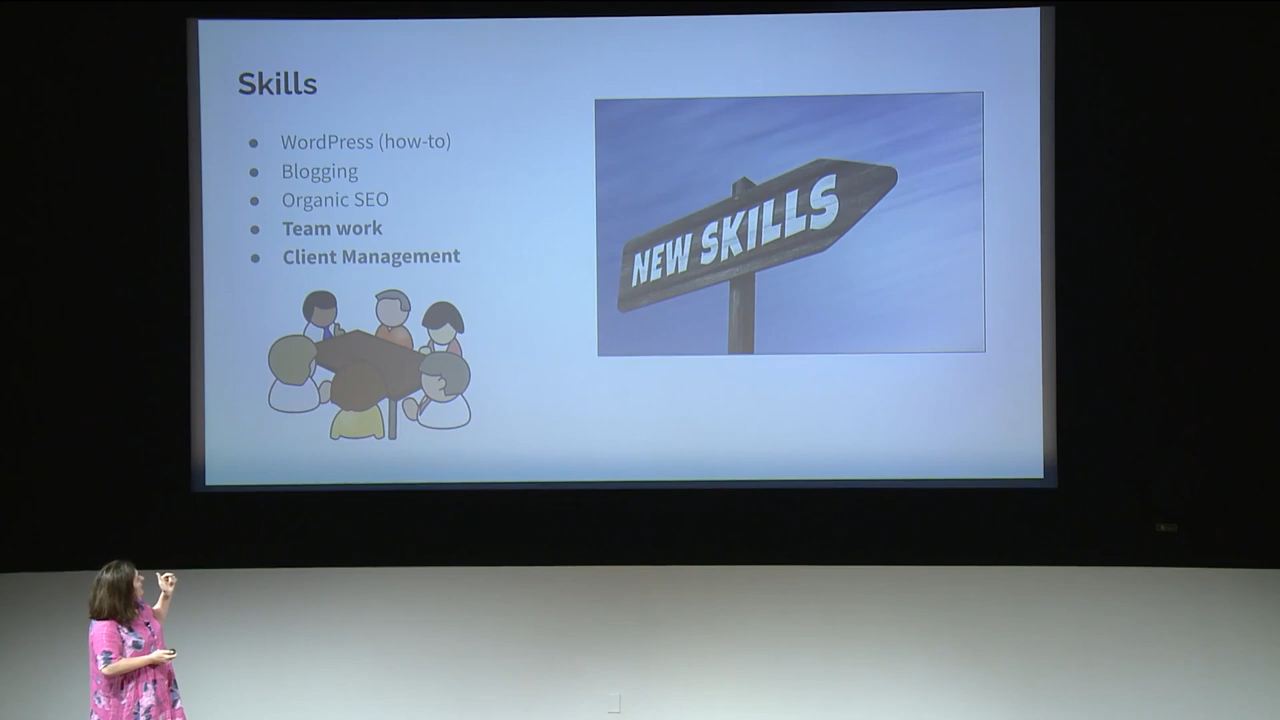 Skills
WordPress (how-to)
Blogging
Organic SEO
Team work
Client Management
NEW SKILLS